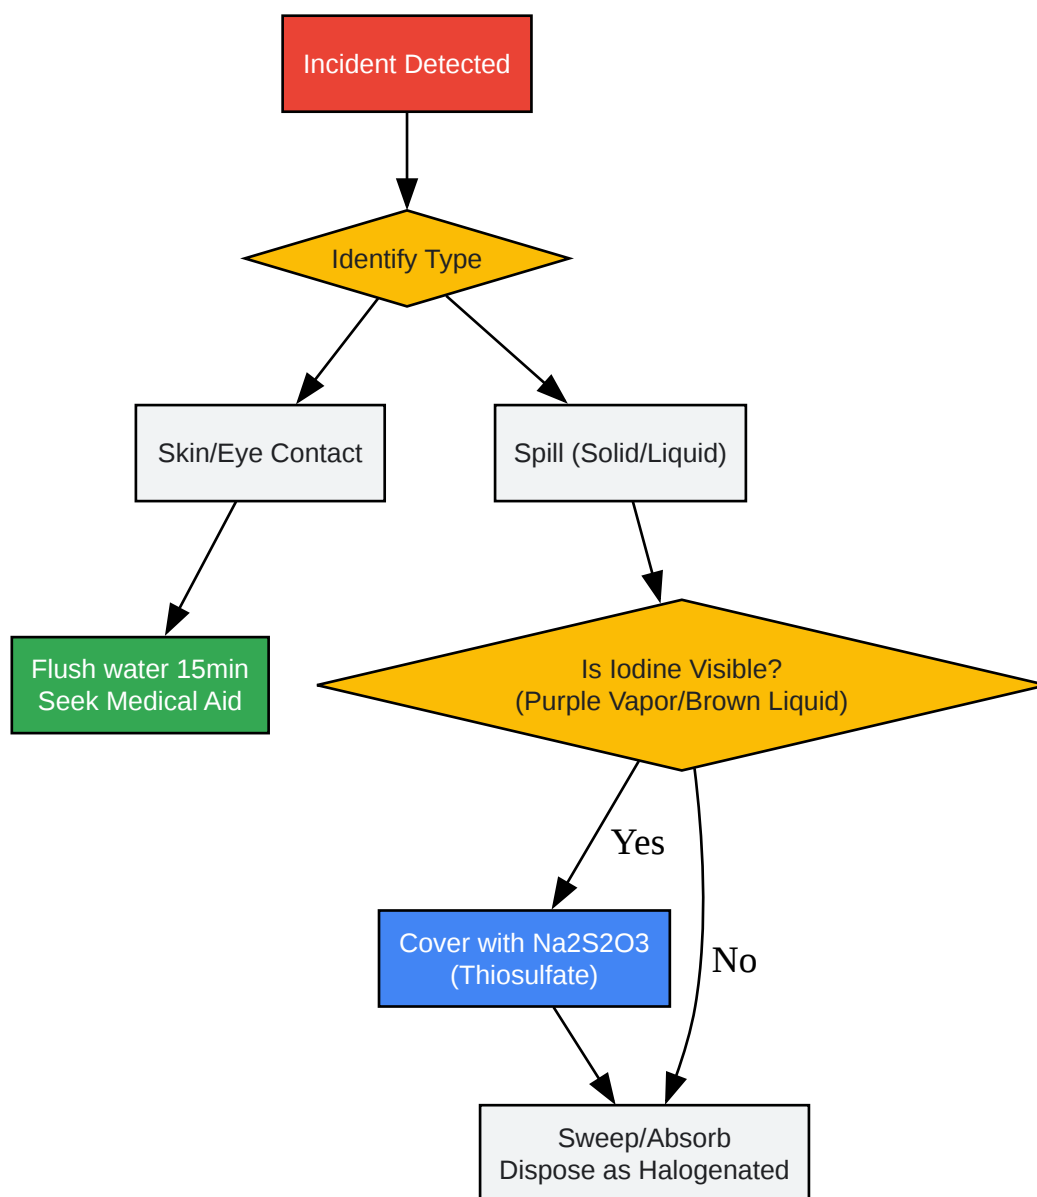 Incident Detected
Identify Type
Skin/Eye Contact
Spill (Solid/Liquid)
Flush water 15min
Seek Medical Aid
Is Iodine Visible?
(Purple Vapor/Brown Liquid)
Yes
Cover with Na2S2O3
(Thiosulfate)
No
Sweep/Absorb
Dispose as Halogenated